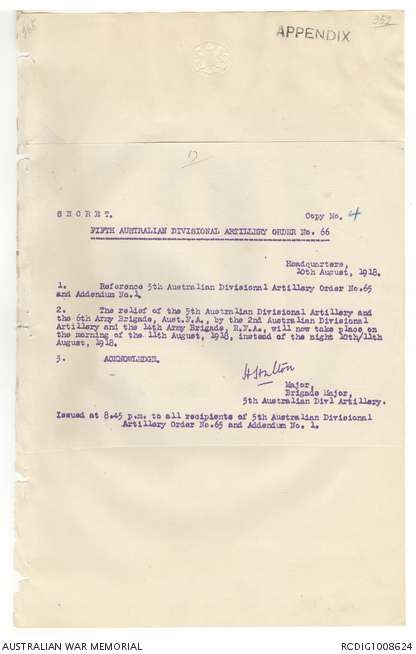 352
APPENDIX
S E C R E T.
Copy No. 4
FIFTH AUSTRALIAN DIVISIONAL ARTILLERY ORDER No. 66
Headquarters,
10th August, 1918.
1. Reference 5th Australian Divisional Artillery Order No.65
and Addendum No.1.
2. The relief of the 5th Australian Divisional Artillery and
the 6th Army Brigade, Aust.F.A., by the 2nd Australian Divisional
Artillery and the 14th Army Brigade, R.F.A., will now take place on
the morning of the 11th August, 1918, instead of the night 10th/11th
August, 1918.
3. ACKNOWLEDGE.
Major,
Brigade Major,
5th Australian Divl Artillery.
Issued at 8.45 p.m. to all recipients of 5th Australian Divisional
Artillery Order No.65 and Addendum No. 1.
AUSTRALIAN WAR MEMORIAL
RCDIG1008624